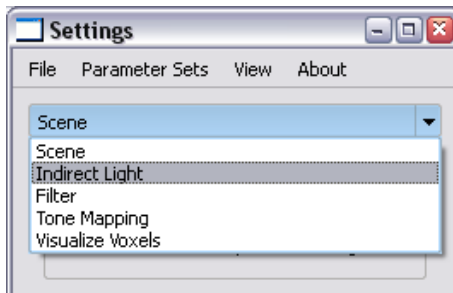 Settings
File Parameter Sets View About
Scene
Scene
Indirect Light
Filter
Tone Mapping
Visualize Voxels